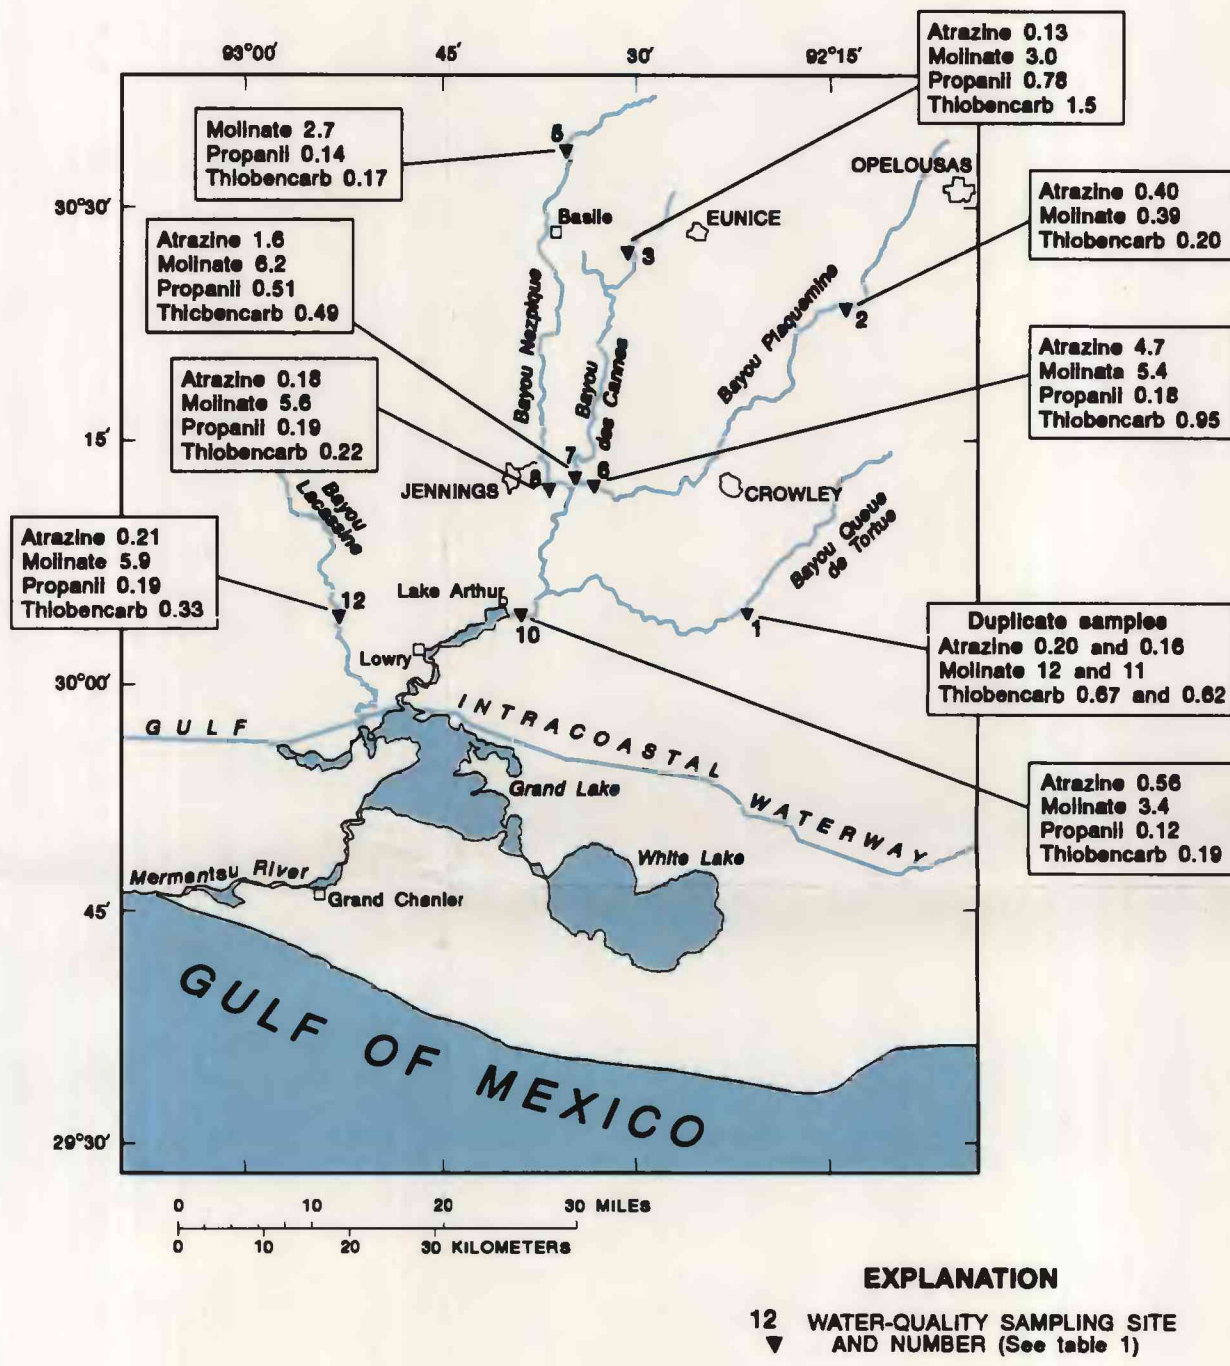 93°00′
45′
30′
92°15′
Atrazine 0.13
Molinate 3.0
Propanil 0.78
Thiobencarb 1.5
Molinate 2.7
Propanil 0.14
Thiobencarb 0.17
5
OPELOUSAS
30°30′
Basile
EUNICE
3
Atrazine 0.40
Molinate 0.39
Thiobencarb 0.20
Atrazine 1.6
Molinate 6.2
Propanil 0.51
Thicbencarb 0.49
Bayou Nezpique
Bayou
des Cannes
Bayou Plaquemine
2
Atrazine 4.7
Molinata 5.4
Propanil 0.18
Thiobencarb 0.95
Atrazine 0.18
Molinate 5.6
Propanil 0.19
Thiobencarb 0.22
15′
7
6
8
JENNINGS
CROWLEY
Bayou
Lacassine
Bayou Queue
de Tortue
Atrazine 0.21
Molinate 5.9
Propanil 0.19
Thiobencarb 0.33
12
Lake Arthur
10
1
Lowry
Duplicate samples
Atrazine 0.20 and 0.16
Molinate 12 and 11
Thiobencarb 0.67 and 0.62
30°00′
GULF INTRACOASTAL WATERWAY
Grand Lake
Atrazine 0.56
Molinate 3.4
Propanil 0.12
Thiobencarb 0.19
White Lake
Mermentau River
Grand Chenier
45′
GULF OF MEXICO
29°30′
0 10 20 30 MILES
0 10 20 30 KILOMETERS
EXPLANATION
12 WATER-QUALITY SAMPLING SITE
AND NUMBER (See table 1)